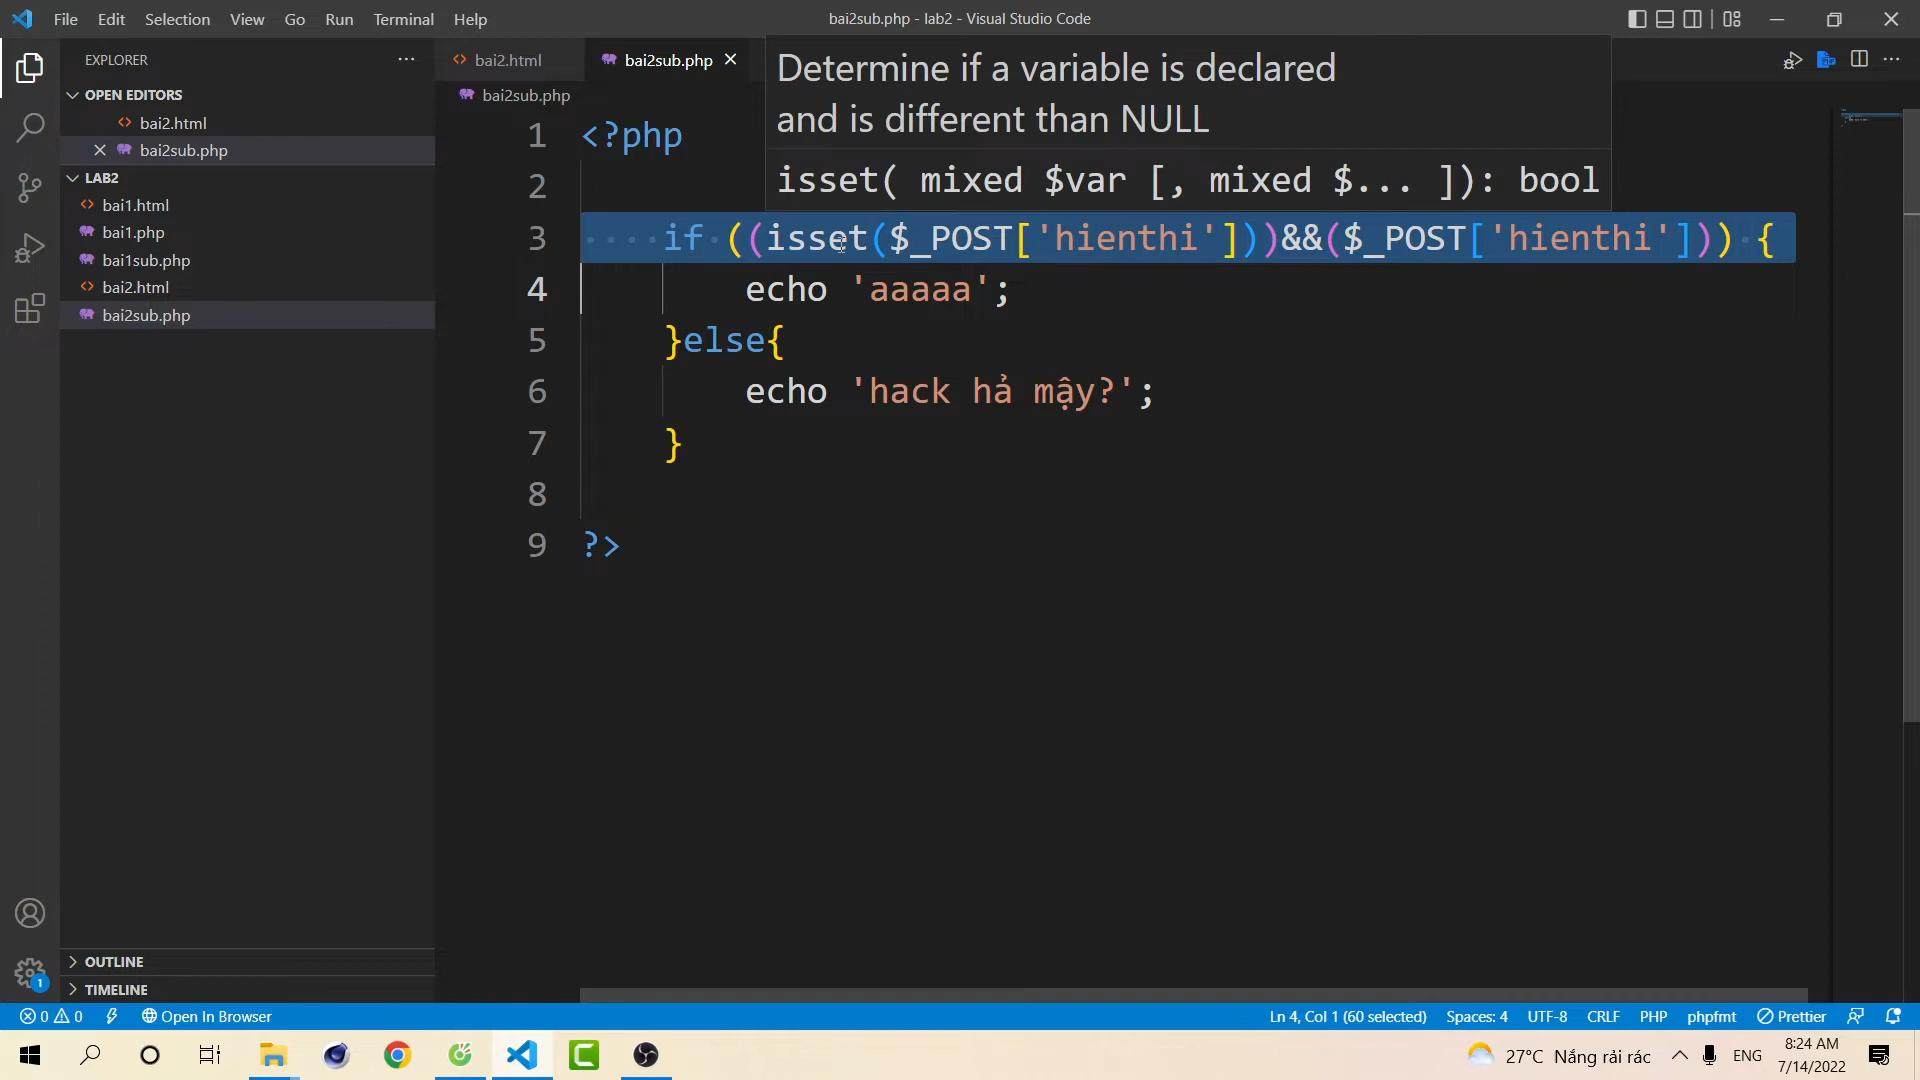 File Edit Selection View Go Run Terminal Help
bai2sub.php - lab2 - Visual Studio Code
EXPLORER
OPEN EDITORS
bai2.html
bai2sub.php
LAB2
bai1.html
bai1.php
bai1sub.php
bai2.html
bai2sub.php
OUTLINE
TIMELINE
bai2.html
bai2sub.php
bai2sub.php
Determine if a variable is declared
and is different than NULL
isset( mixed $var [, mixed $... ]): bool
1 <?php
2
3 if ((isset($_POST['hienthi']))&&($_POST['hienthi'])) {
4 echo 'aaaaa';
5 }else{
6 echo 'hack hả mậy?';
7 }
8
9 ?>
1
0 0 Open In Browser
Ln 4, Col 1 (60 selected) Spaces: 4 UTF-8 CRLF PHP phpfmt Prettier
27°C Nắng rải rác ENG
8:24 AM
7/14/2022